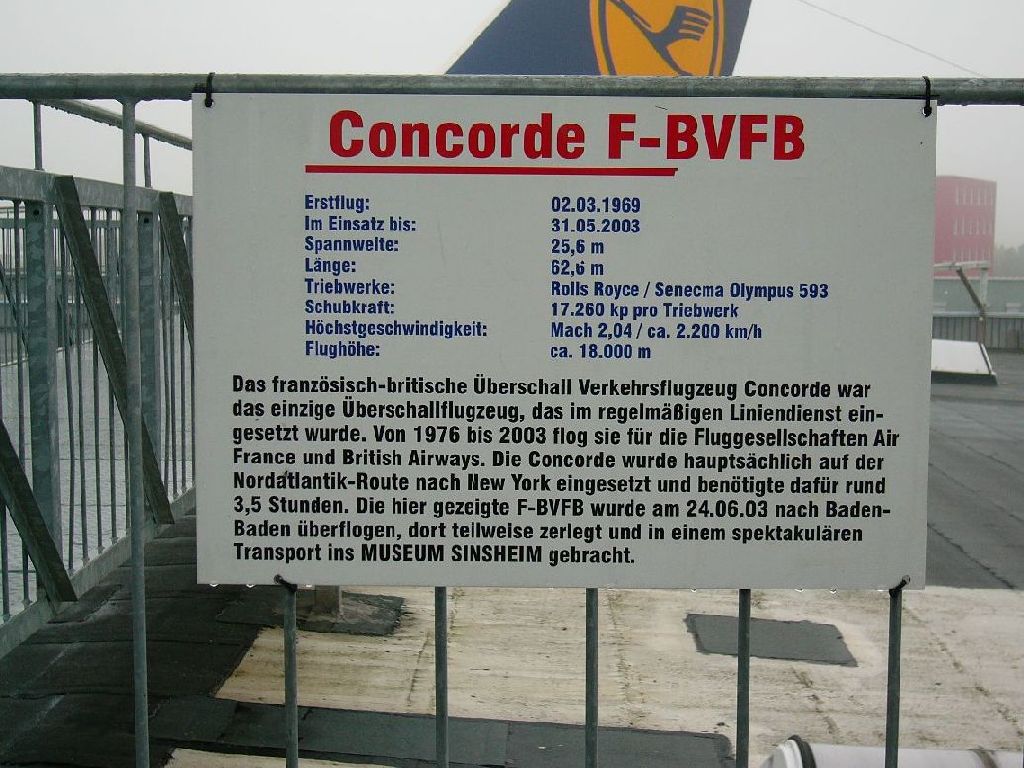 Concorde F-BVFB
Erstflug: 02.03.1969
Im Einsatz bis: 31.05.2003
Spannweite: 25,6 m
Länge: 62,6 m
Triebwerke: Rolls Royce / Senecma Olympus 593
Schubkraft: 17.260 kp pro Triebwerk
Höchstgeschwindigkeit: Mach 2,04 / ca. 2.200 km/h
Flughöhe: ca. 18.000 m
Das französisch-britische Überschall Verkehrsflugzeug Concorde war
das einzige Überschallflugzeug, das im regelmäßigen Liniendienst ein-
gesetzt wurde. Von 1976 bis 2003 flog sie für die Fluggesellschaften Air
France und British Airways. Die Concorde wurde hauptsächlich auf der
Nordatlantik-Route nach New York eingesetzt und benötigte dafür rund
3,5 Stunden. Die hier gezeigte F-BVFB wurde am 24.06.03 nach Baden-
Baden überflogen, dort teilweise zerlegt und in einem spektakulären
Transport ins MUSEUM SINSHEIM gebracht.